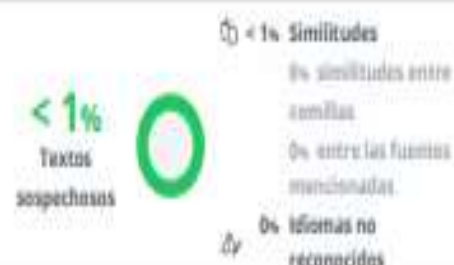 < 1%
Textos
sospechosos
< 1% Similitudes
0% similitudes entre
comillas
0% entre las fuentes
mencionadas
0% Idiomas no
reconocidos